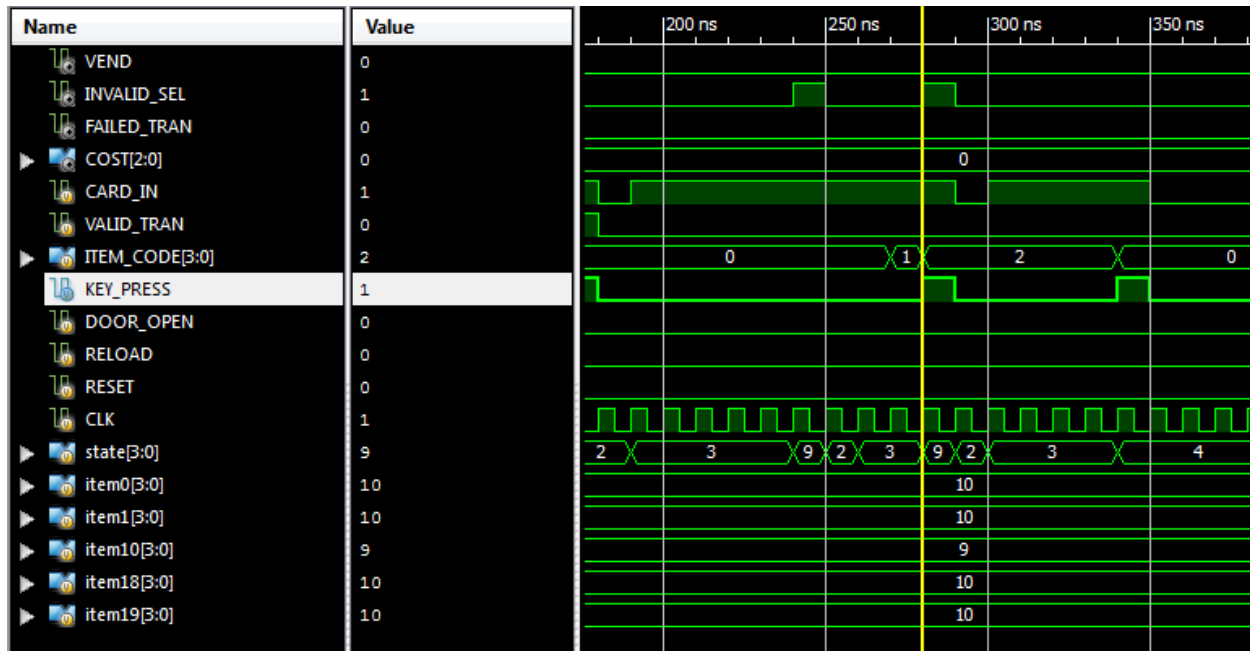 Name Value 200 ns 250 ns 300 ns 350 ns
VEND 0
INVALID_SEL 1
FAILED_TRAN 0
COST[2:0] 0 0
CARD_IN 1
VALID_TRAN 0
ITEM_CODE[3:0] 2 0 1 2 0
KEY_PRESS 1
DOOR_OPEN 0
RELOAD 0
RESET 0
CLK 1
state[3:0] 9 2 3 9 2 3 9 2 3 4
item0[3:0] 10 10
item1[3:0] 10 10
item10[3:0] 9 9
item18[3:0] 10 10
item19[3:0] 10 10